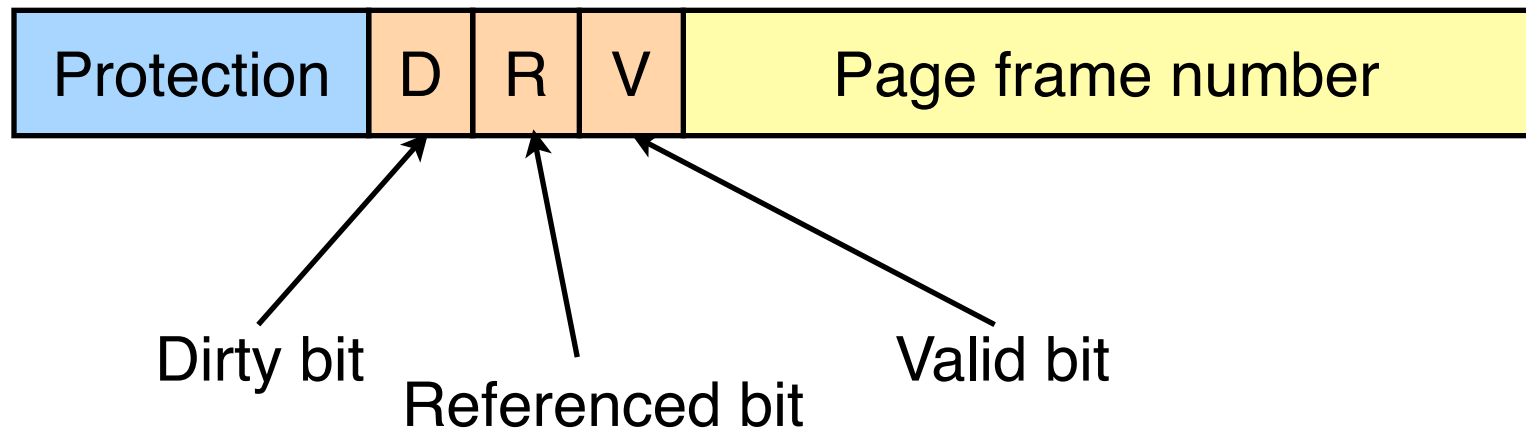 Protection D R V Page frame number
Dirty bit
Referenced bit
Valid bit